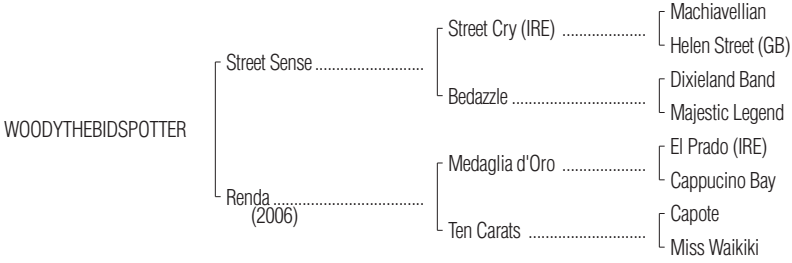 Machiavellian
Street Cry (IRE) ....................
Helen Street (GB)
Street Sense ..........................
Dixieland Band
Bedazzle ................................
Majestic Legend
WOODYTHEBIDSPOTTER
El Prado (IRE)
Medaglia d'Oro ....................
Cappucino Bay
Renda ....................................
(2006)
Capote
Ten Carats ............................
Miss Waikiki